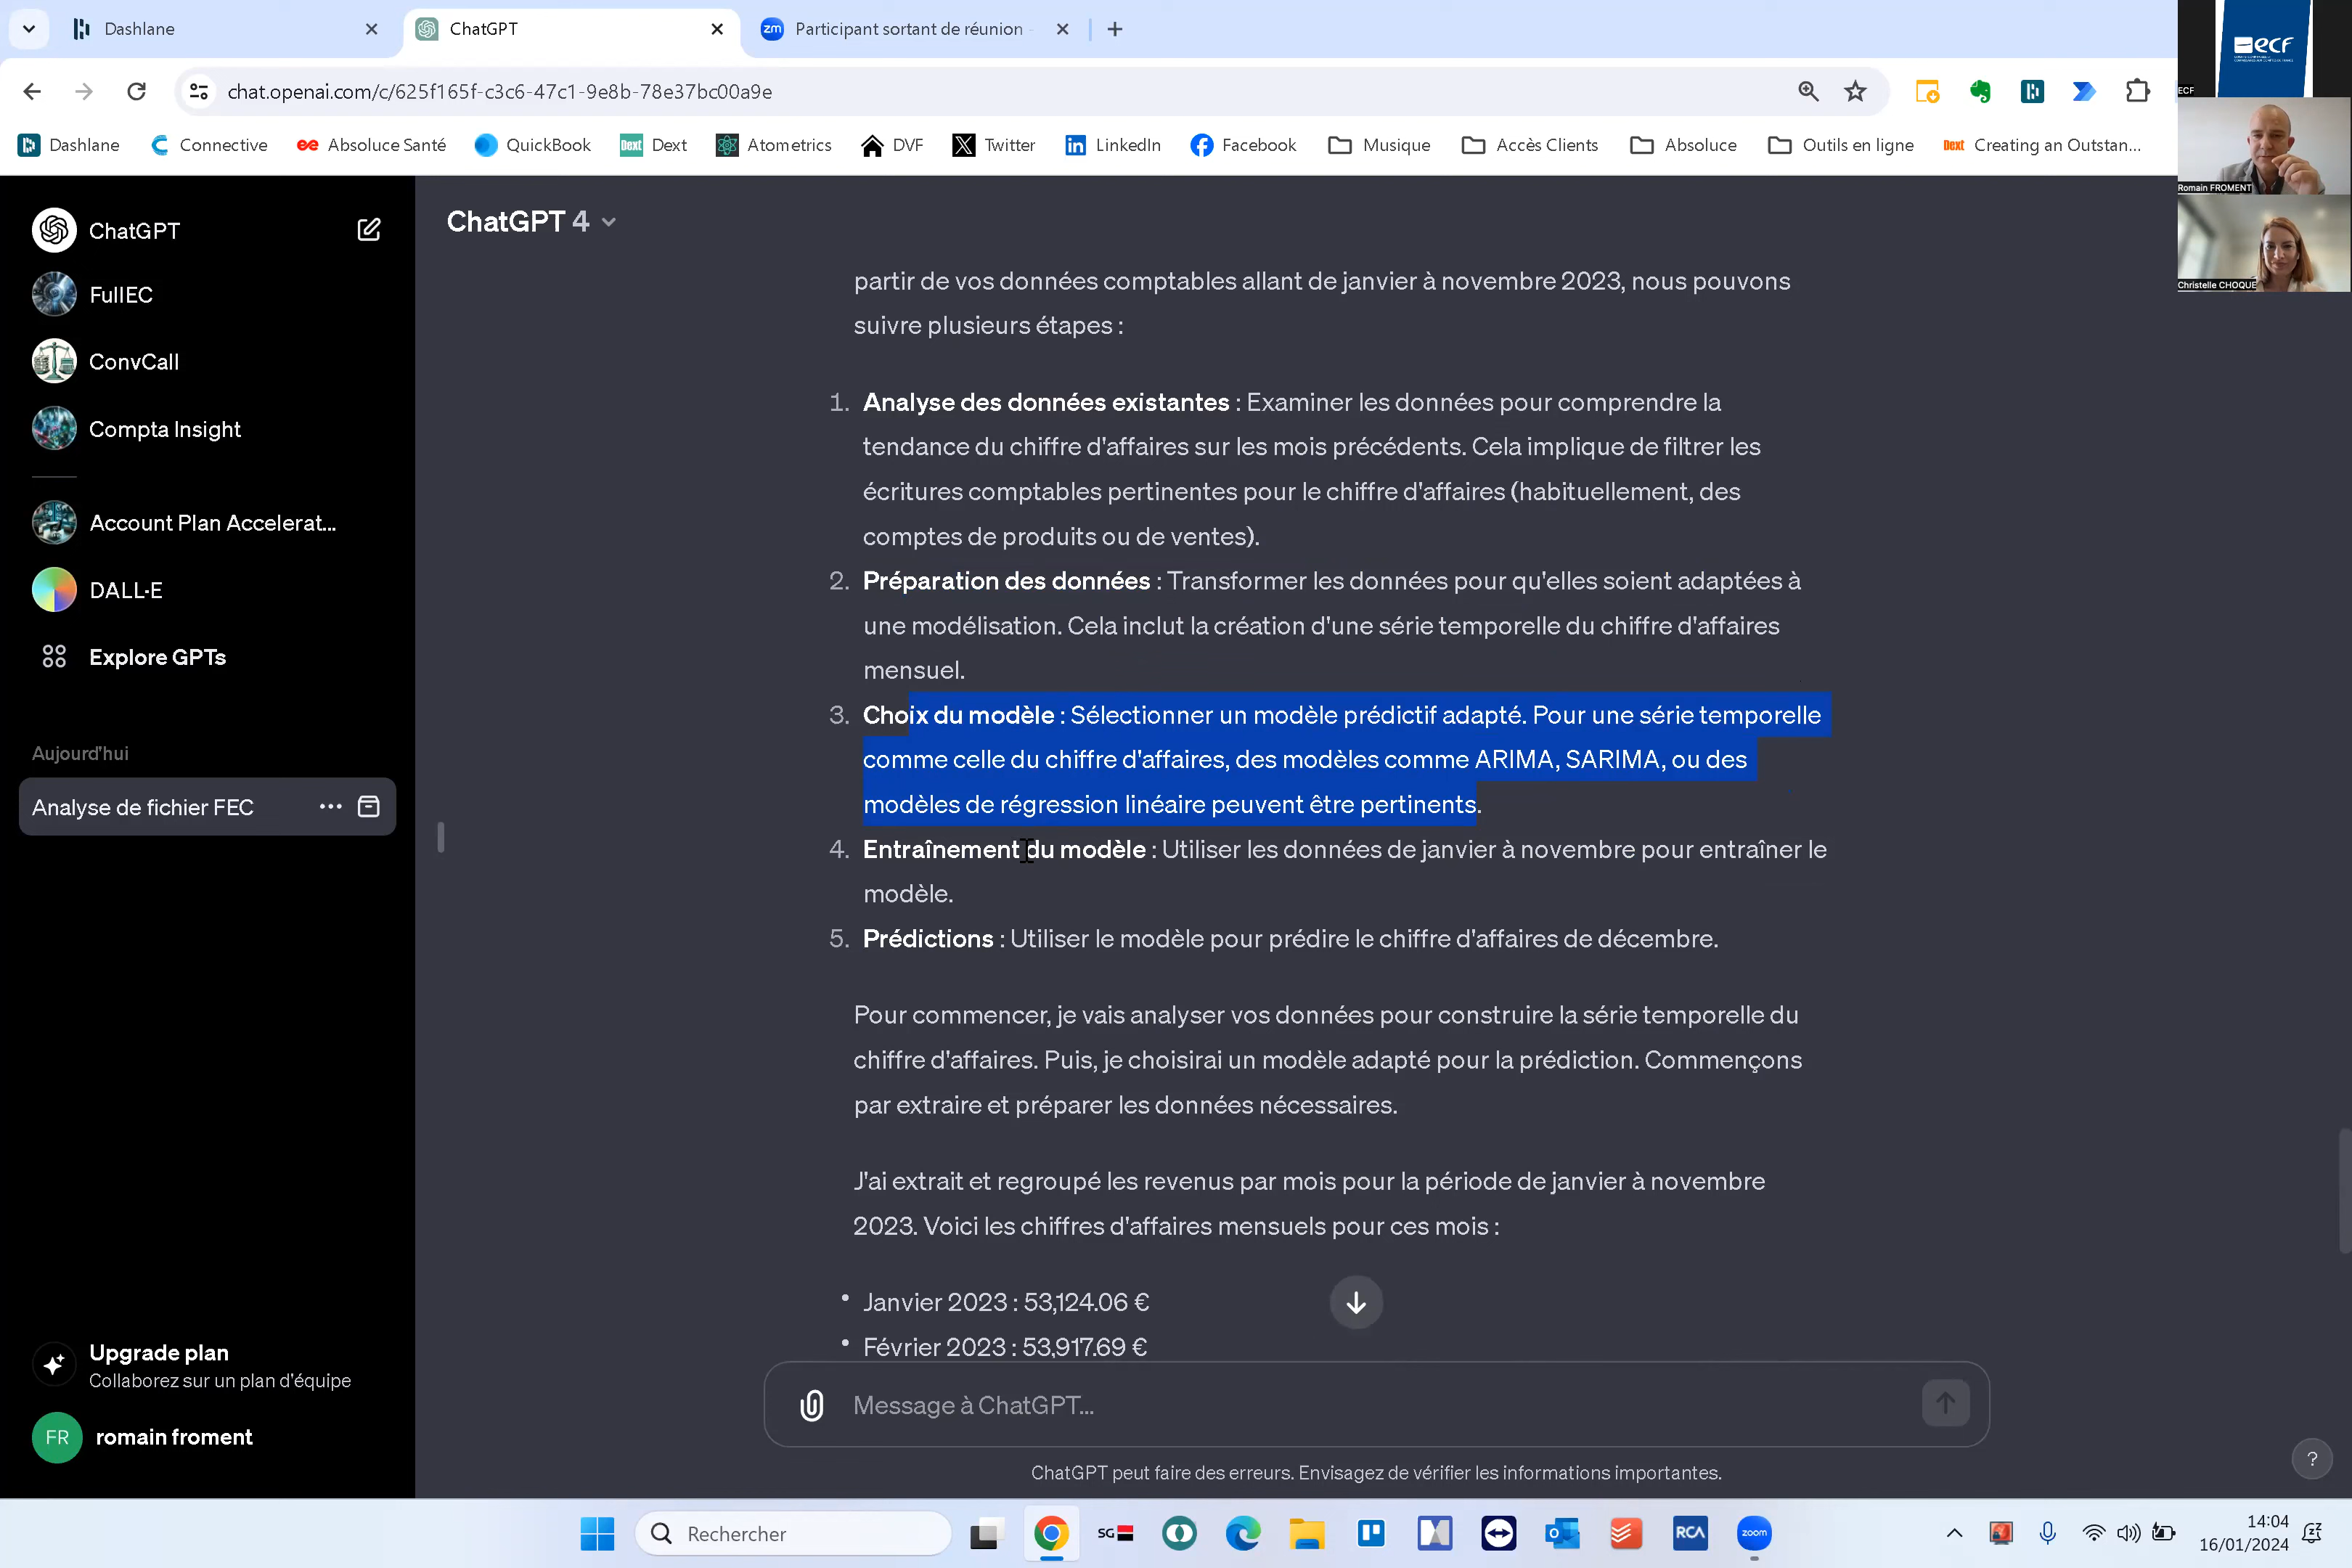 Dashlane
ChatGPT
Participant sortant de réunion
chat.openai.com/c/625f165f-c3c6-47c1-9e8b-78e37bc00a9e
Dashlane
Connective
Absoluce Santé
QuickBook
Dext
Atometrics
DVF
Twitter
LinkedIn
Facebook
Musique
Accès Clients
Absoluce
Outils en ligne
Dext
Creating an Outstan...
ecf
ECF
Romain FROMENT
Christelle CHOQUÉ
ChatGPT
FullEC
ConvCall
Compta Insight
Account Plan Accelerat...
DALL·E
Explore GPTs
Aujourd'hui
Analyse de fichier FEC
Upgrade plan
Collaborez sur un plan d'équipe
FR
romain froment
ChatGPT 4
partir de vos données comptables allant de janvier à novembre 2023, nous pouvons
suivre plusieurs étapes :
1. Analyse des données existantes : Examiner les données pour comprendre la
tendance du chiffre d'affaires sur les mois précédents. Cela implique de filtrer les
écritures comptables pertinentes pour le chiffre d'affaires (habituellement, des
comptes de produits ou de ventes).
2. Préparation des données : Transformer les données pour qu'elles soient adaptées à
une modélisation. Cela inclut la création d'une série temporelle du chiffre d'affaires
mensuel.
3. Choix du modèle : Sélectionner un modèle prédictif adapté. Pour une série temporelle
comme celle du chiffre d'affaires, des modèles comme ARIMA, SARIMA, ou des
modèles de régression linéaire peuvent être pertinents.
4. Entraînement du modèle : Utiliser les données de janvier à novembre pour entraîner le
modèle.
5. Prédictions : Utiliser le modèle pour prédire le chiffre d'affaires de décembre.
Pour commencer, je vais analyser vos données pour construire la série temporelle du
chiffre d'affaires. Puis, je choisirai un modèle adapté pour la prédiction. Commençons
par extraire et préparer les données nécessaires.
J'ai extrait et regroupé les revenus par mois pour la période de janvier à novembre
2023. Voici les chiffres d'affaires mensuels pour ces mois :
• Janvier 2023 : 53,124.06 €
• Février 2023 : 53,917.69 €
Message à ChatGPT...
ChatGPT peut faire des erreurs. Envisagez de vérifier les informations importantes.
?
Rechercher
SG
RCA
zoom
14:04
16/01/2024